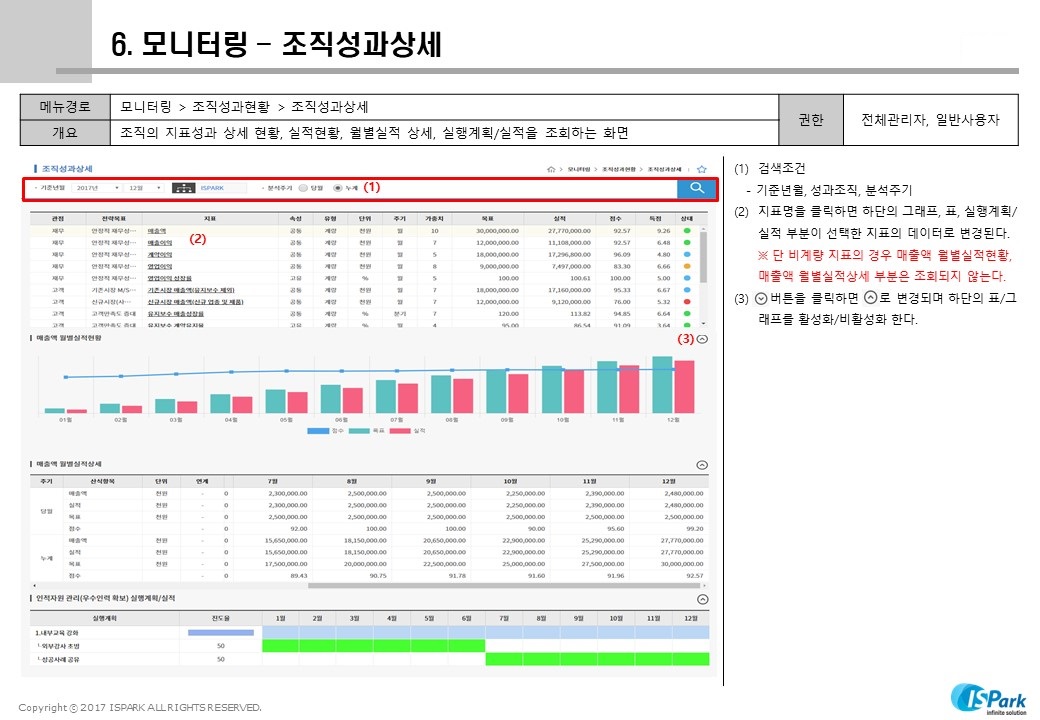 6. 모니터링 – 조직성과상세
메뉴경로 모니터링 > 조직성과현황 > 조직성과상세 권한 전체관리자, 일반사용자
개요 조직의 지표성과 상세 현황, 실적현황, 월별실적 상세, 실행계획/실적을 조회하는 화면
조직성과상세 > 모니터링 > 조직성과현황 > 조직성과상세
기준년월 2017년 12월 ISPARK 분석주기 당월 누계 (1)
관점 전략목표 지표 속성 유형 단위 주기 가중치 목표 실적 점수 득점 상태
재무 안정적 재무성… 매출액 공통 계량 천원 월 10 30,000,000.00 27,770,000.00 92.57 9.26
(2)
재무 안정적 재무성… 매출이익 공통 계량 천원 월 7 12,000,000.00 11,108,000.00 92.57 6.48
재무 안정적 재무성… 계약이익 공통 계량 천원 월 5 18,000,000.00 17,296,800.00 96.09 4.80
재무 안정적 재무성… 영업이익 공통 계량 천원 월 8 9,000,000.00 7,497,000.00 83.30 6.66
재무 안정적 재무성… 영업이익 성장률 공통 계량 % 월 5 100.00 100.61 100.00 5.00
고객 기존시장 M/S… 기존시장 매출액(유지보수 제외) 공통 계량 천원 월 7 18,000,000.00 17,160,000.00 95.33 6.67
고객 신규시장(사… 신규시장 매출액(신규 업종 및 제품) 공통 계량 천원 월 7 12,000,000.00 9,120,000.00 76.00 5.32
고객 고객만족도 증대 유지보수 매출성장률 공통 계량 % 분기 7 120.00 113.82 94.85 6.64
고객 고객만족도 증대 유지보수 계약유지율 고유 계량 % 월 4 95.00 86.54 91.09 3.64
매출액 월별실적현황 (3)
01월 02월 03월 04월 05월 06월 07월 08월 09월 10월 11월 12월
점수 목표 실적
매출액 월별실적상세
주기 산식항목 단위 연계 7월 8월 9월 10월 11월 12월
당월 매출액 천원 - 0 2,300,000.00 2,500,000.00 2,500,000.00 2,250,000.00 2,390,000.00 2,480,000.00
실적 천원 - 0 2,300,000.00 2,500,000.00 2,500,000.00 2,250,000.00 2,390,000.00 2,480,000.00
목표 천원 - 0 2,500,000.00 2,500,000.00 2,500,000.00 2,500,000.00 2,500,000.00 2,500,000.00
점수 - 0 92.00 100.00 100.00 90.00 95.60 99.20
누계 매출액 천원 - 0 15,650,000.00 18,150,000.00 20,650,000.00 22,900,000.00 25,290,000.00 27,770,000.00
실적 천원 - 0 15,650,000.00 18,150,000.00 20,650,000.00 22,900,000.00 25,290,000.00 27,770,000.00
목표 천원 - 0 17,500,000.00 20,000,000.00 22,500,000.00 25,000,000.00 27,500,000.00 30,000,000.00
점수 - 0 89.43 90.75 91.78 91.60 91.96 92.57
인적자원 관리(우수인력 확보) 실행계획/실적
실행계획 진도율 1월 2월 3월 4월 5월 6월 7월 8월 9월 10월 11월 12월
1.내부교육 강화
└외부강사 초빙 50
└성공사례 공유 50
(1) 검색조건
- 기준년월, 성과조직, 분석주기
(2) 지표명을 클릭하면 하단의 그래프, 표, 실행계획/
실적 부분이 선택한 지표의 데이터로 변경된다.
※ 단 비계량 지표의 경우 매출액 월별실적현황,
매출액 월별실적상세 부분은 조회되지 않는다.
(3) 버튼을 클릭하면 로 변경되며 하단의 표/그
래프를 활성화/비활성화 한다.
Copyright ⓒ 2017 ISPARK ALL RIGHTS RESERVED.
ISPark
infinite solution